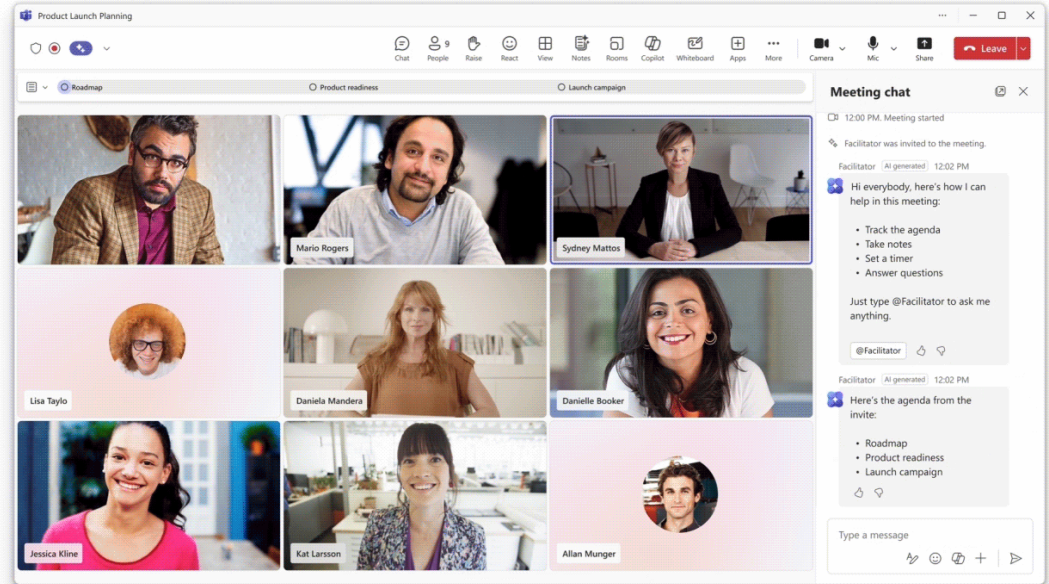 Product Launch Planning
Chat
People
9
Raise
React
View
Notes
Rooms
Copilot
Whiteboard
Apps
More
Camera
Mic
Share
Leave
Roadmap
Product readiness
Launch campaign
Mario Rogers
Sydney Mattos
Lisa Taylo
Daniela Mandera
Danielle Booker
Jessica Kline
Kat Larsson
Allan Munger
Meeting chat
12:00 PM. Meeting started
Facilitator was invited to the meeting.
Facilitator AI generated 12:02 PM
Hi everybody, here's how I can
help in this meeting:
• Track the agenda
• Take notes
• Set a timer
• Answer questions
Just type @Facilitator to ask me
anything.
@Facilitator
Facilitator AI generated 12:02 PM
Here's the agenda from the
invite:
• Roadmap
• Product readiness
• Launch campaign
Type a message